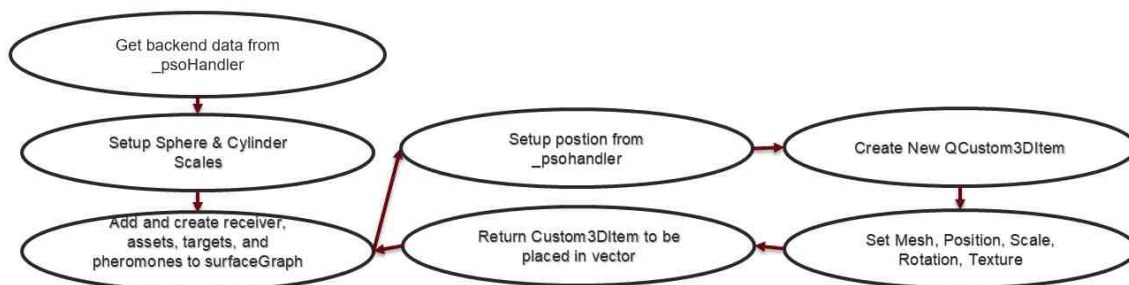 Get backend data from
_psoHandler
Setup Sphere & Cylinder
Scales
Add and create receiver,
assets, targets, and
pheromones to surfaceGraph
Setup postion from
_psohandler
Create New QCustom3DItem
Set Mesh, Position, Scale,
Rotation, Texture
Return Custom3DItem to be
placed in vector